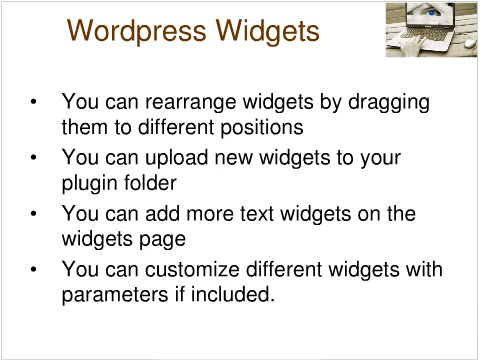 Wordpress Widgets
• You can rearrange widgets by dragging
them to different positions
• You can upload new widgets to your
plugin folder
• You can add more text widgets on the
widgets page
• You can customize different widgets with
parameters if included.